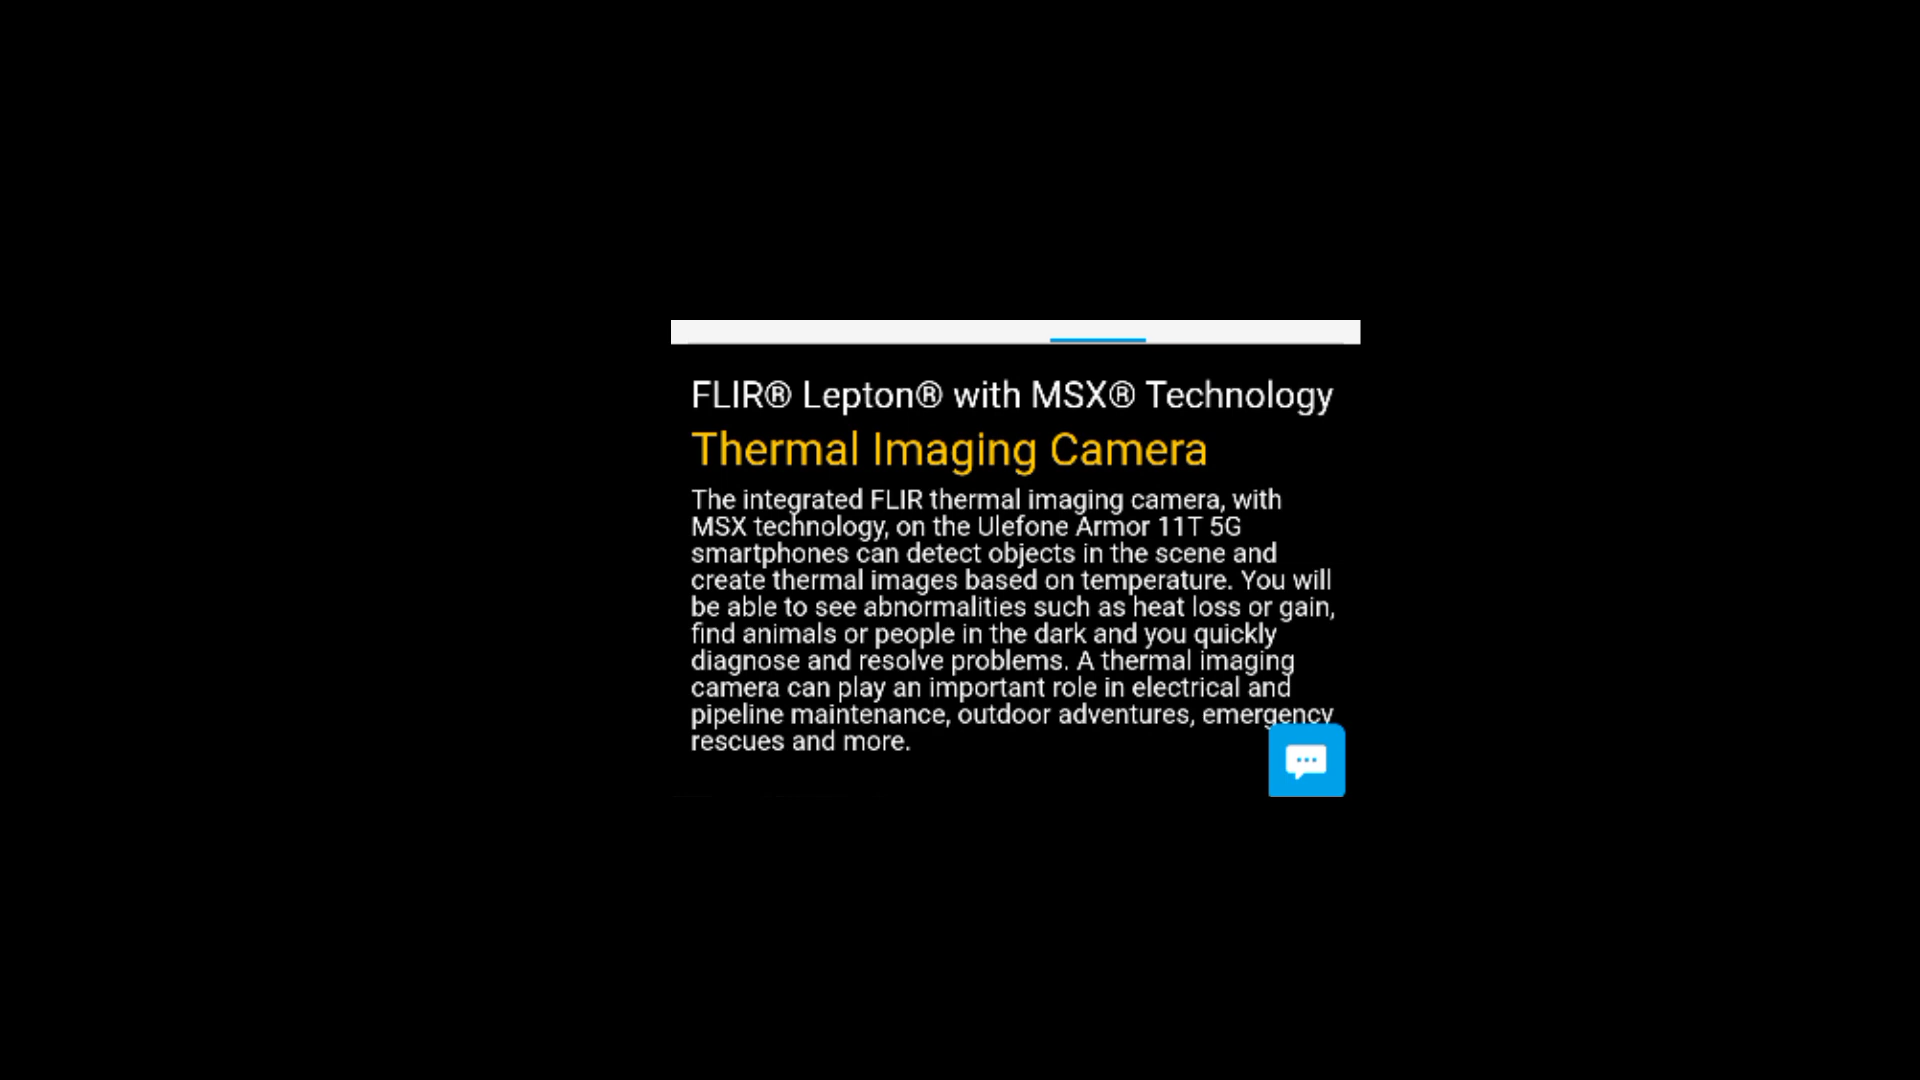 FLIR® Lepton® with MSX® Technology
Thermal Imaging Camera
The integrated FLIR thermal imaging camera, with
MSX technology, on the Ulefone Armor 11T 5G
smartphones can detect objects in the scene and
create thermal images based on temperature. You will
be able to see abnormalities such as heat loss or gain,
find animals or people in the dark and you quickly
diagnose and resolve problems. A thermal imaging
camera can play an important role in electrical and
pipeline maintenance, outdoor adventures, emergency
rescues and more.